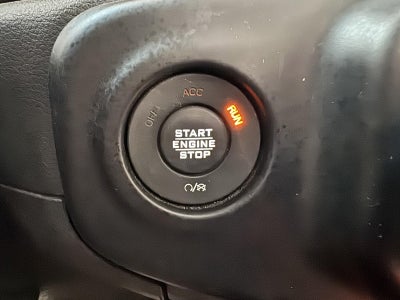 OFF
ACC
RUN
START
ENGINE
STOP